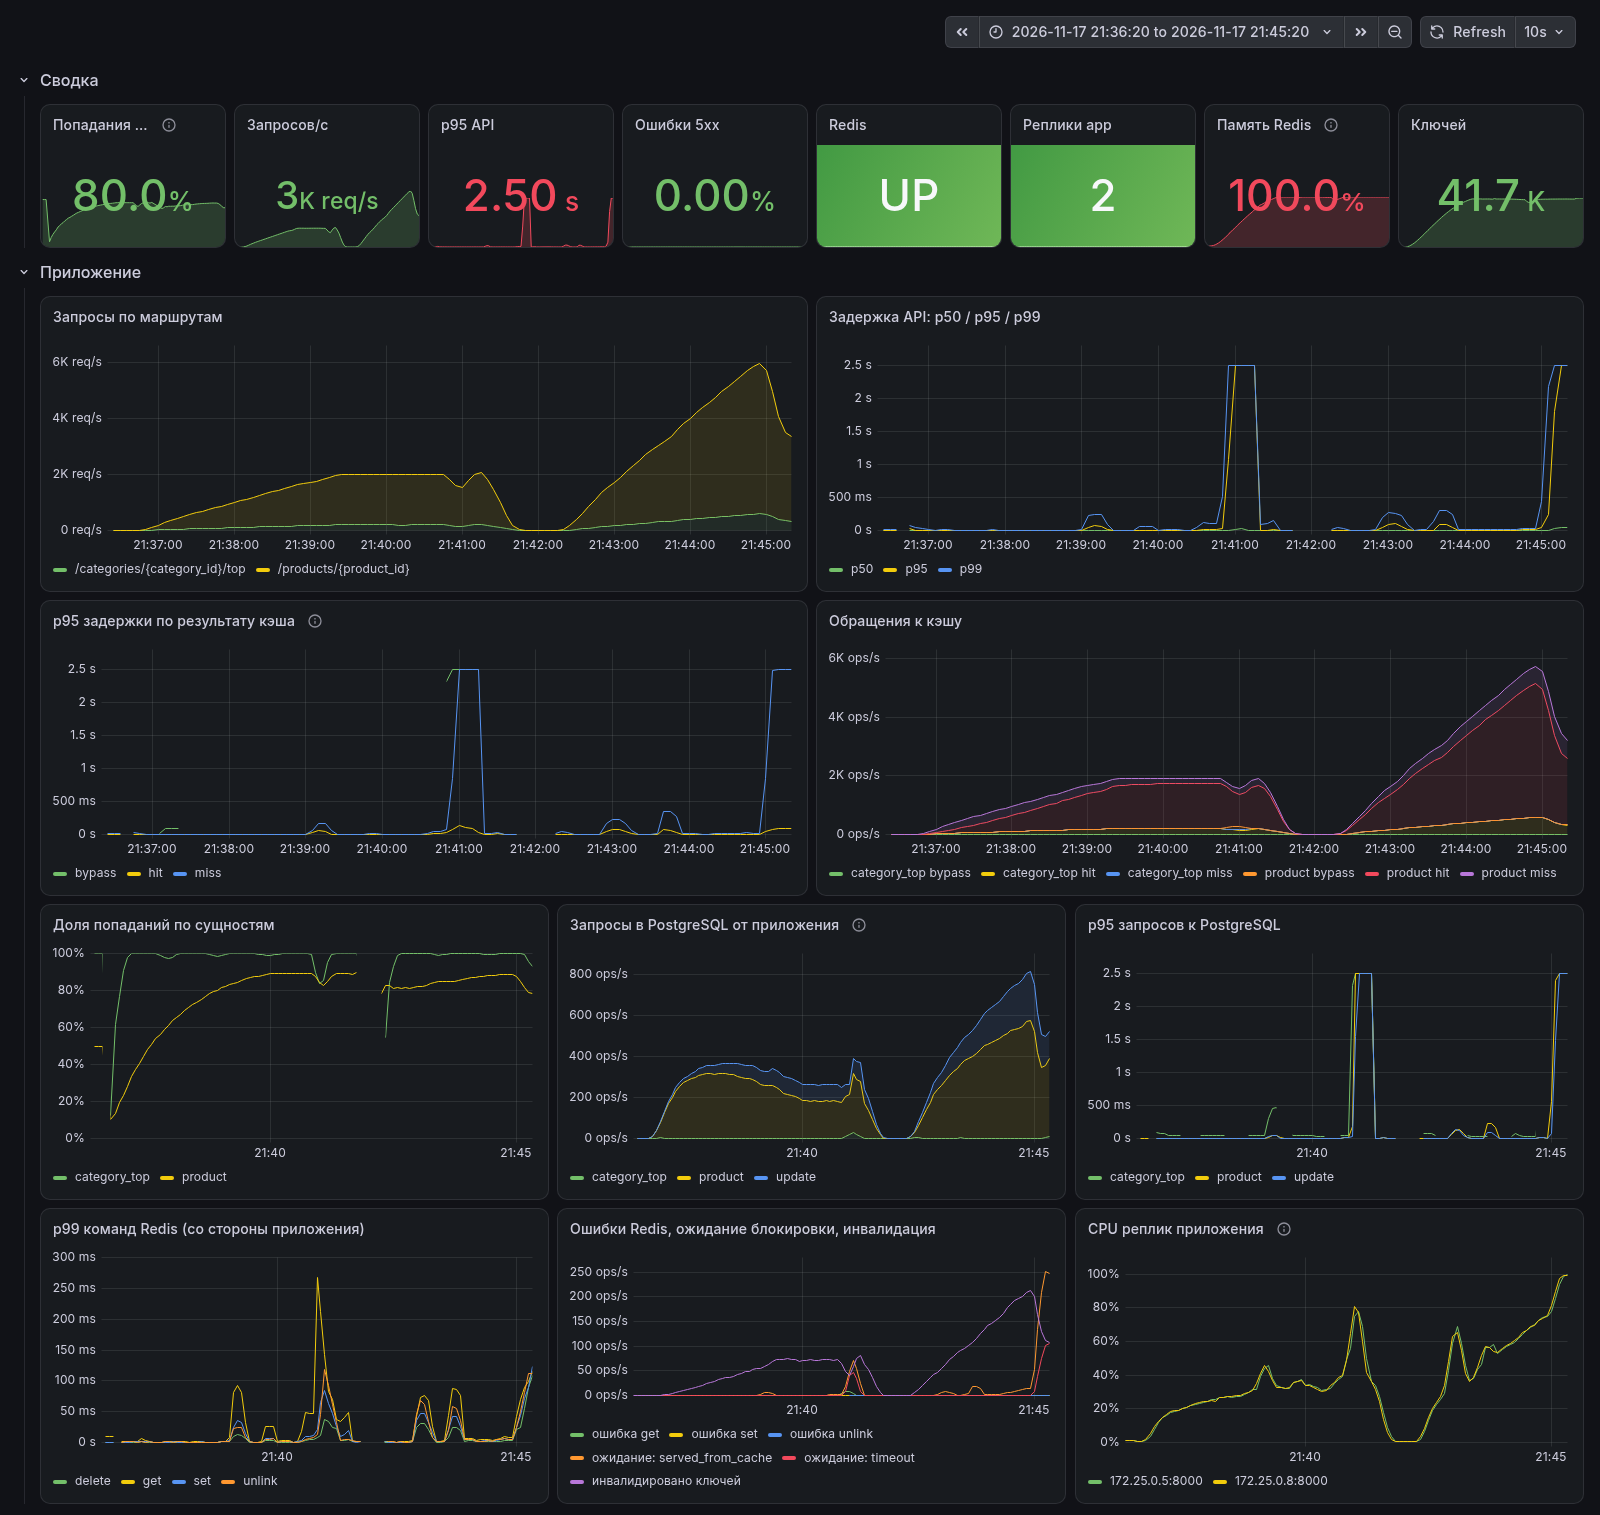 2026-11-17 21:36:20 to 2026-11-17 21:45:20
Refresh 10s
Сводка
Попадания ...
80.0%
Запросов/с
3K req/s
p95 API
2.50 s
Ошибки 5xx
0.00%
Redis
UP
Реплики app
2
Память Redis
100.0%
Ключей
41.7 K
Приложение
Запросы по маршрутам
6K req/s
4K req/s
2K req/s
0 req/s
21:37:00 21:38:00 21:39:00 21:40:00 21:41:00 21:42:00 21:43:00 21:44:00 21:45:00
/categories/{category_id}/top /products/{product_id}
Задержка API: p50 / p95 / p99
2.5 s
2 s
1.5 s
1 s
500 ms
0 s
21:37:00 21:38:00 21:39:00 21:40:00 21:41:00 21:42:00 21:43:00 21:44:00 21:45:00
p50 p95 p99
p95 задержки по результату кэша
2.5 s
2 s
1.5 s
1 s
500 ms
0 s
21:37:00 21:38:00 21:39:00 21:40:00 21:41:00 21:42:00 21:43:00 21:44:00 21:45:00
bypass hit miss
Обращения к кэшу
6K ops/s
4K ops/s
2K ops/s
0 ops/s
21:37:00 21:38:00 21:39:00 21:40:00 21:41:00 21:42:00 21:43:00 21:44:00 21:45:00
category_top bypass category_top hit category_top miss product bypass product hit product miss
Доля попаданий по сущностям
100%
80%
60%
40%
20%
0%
21:40 21:45
category_top product
Запросы в PostgreSQL от приложения
800 ops/s
600 ops/s
400 ops/s
200 ops/s
0 ops/s
21:40 21:45
category_top product update
p95 запросов к PostgreSQL
2.5 s
2 s
1.5 s
1 s
500 ms
0 s
21:40 21:45
category_top product update
p99 команд Redis (со стороны приложения)
300 ms
250 ms
200 ms
150 ms
100 ms
50 ms
0 s
21:40 21:45
delete get set unlink
Ошибки Redis, ожидание блокировки, инвалидация
250 ops/s
200 ops/s
150 ops/s
100 ops/s
50 ops/s
0 ops/s
21:40 21:45
ошибка get ошибка set ошибка unlink
ожидание: served_from_cache ожидание: timeout
инвалидировано ключей
CPU реплик приложения
100%
80%
60%
40%
20%
0%
21:40 21:45
172.25.0.5:8000 172.25.0.8:8000